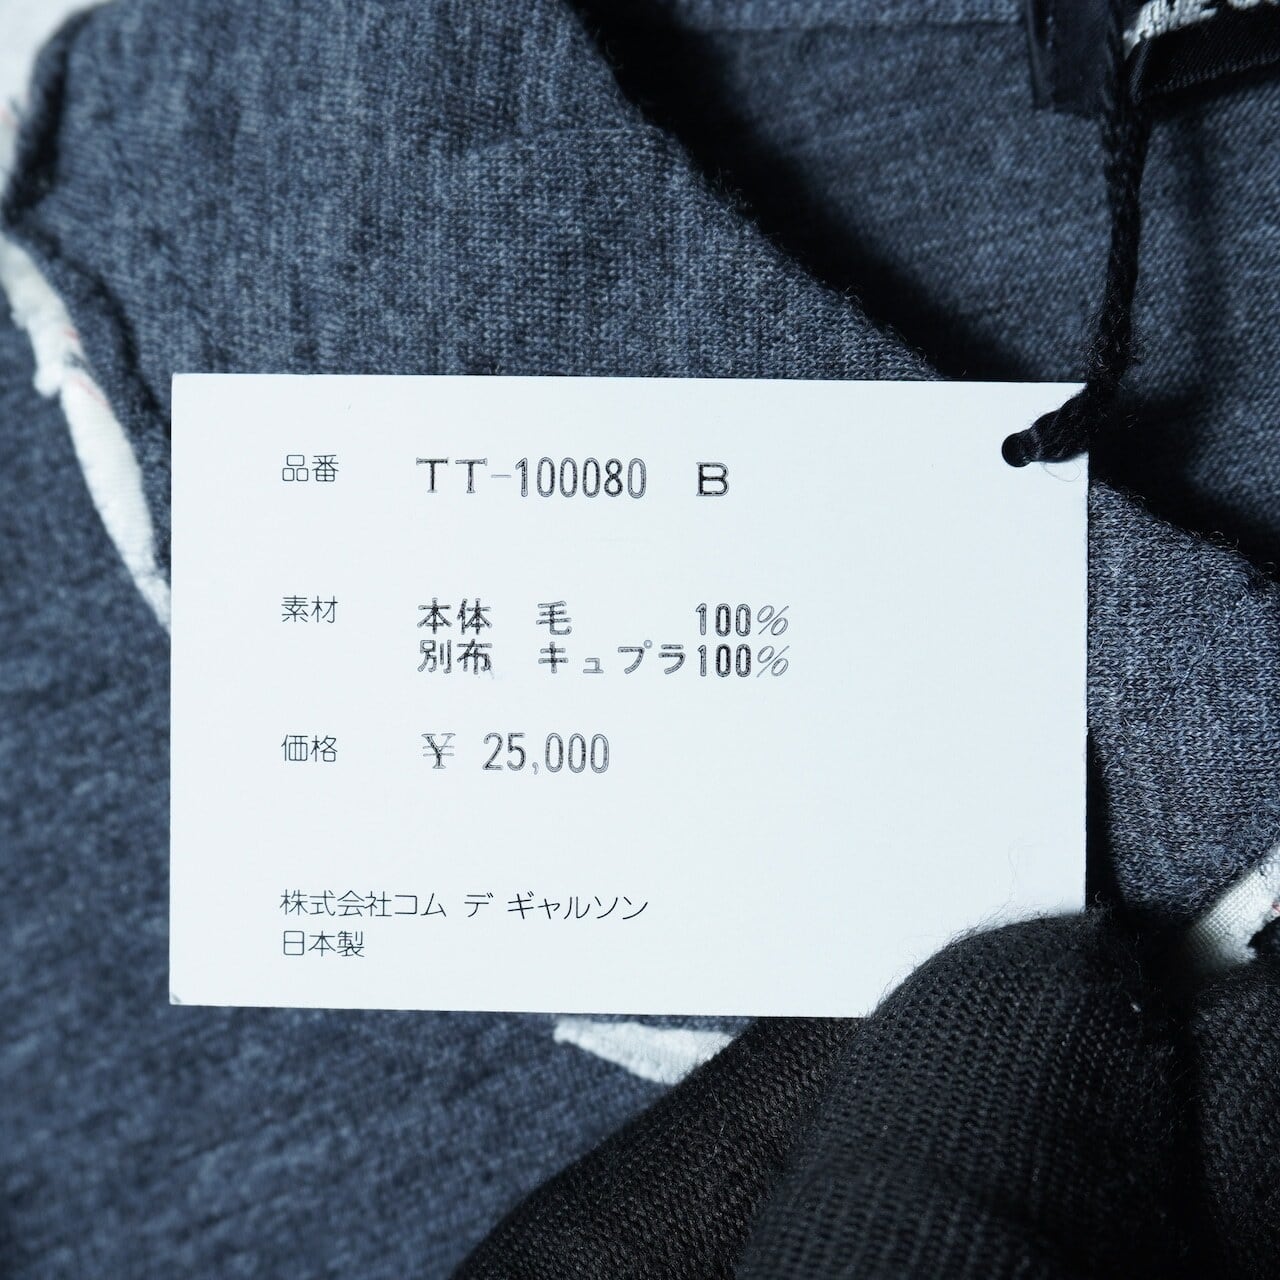 品番 TT-100080 B
素材 本体 毛 100%
別布 キュプラ100%
価格 ¥ 25,000
株式会社コム デ ギャルソン
日本製